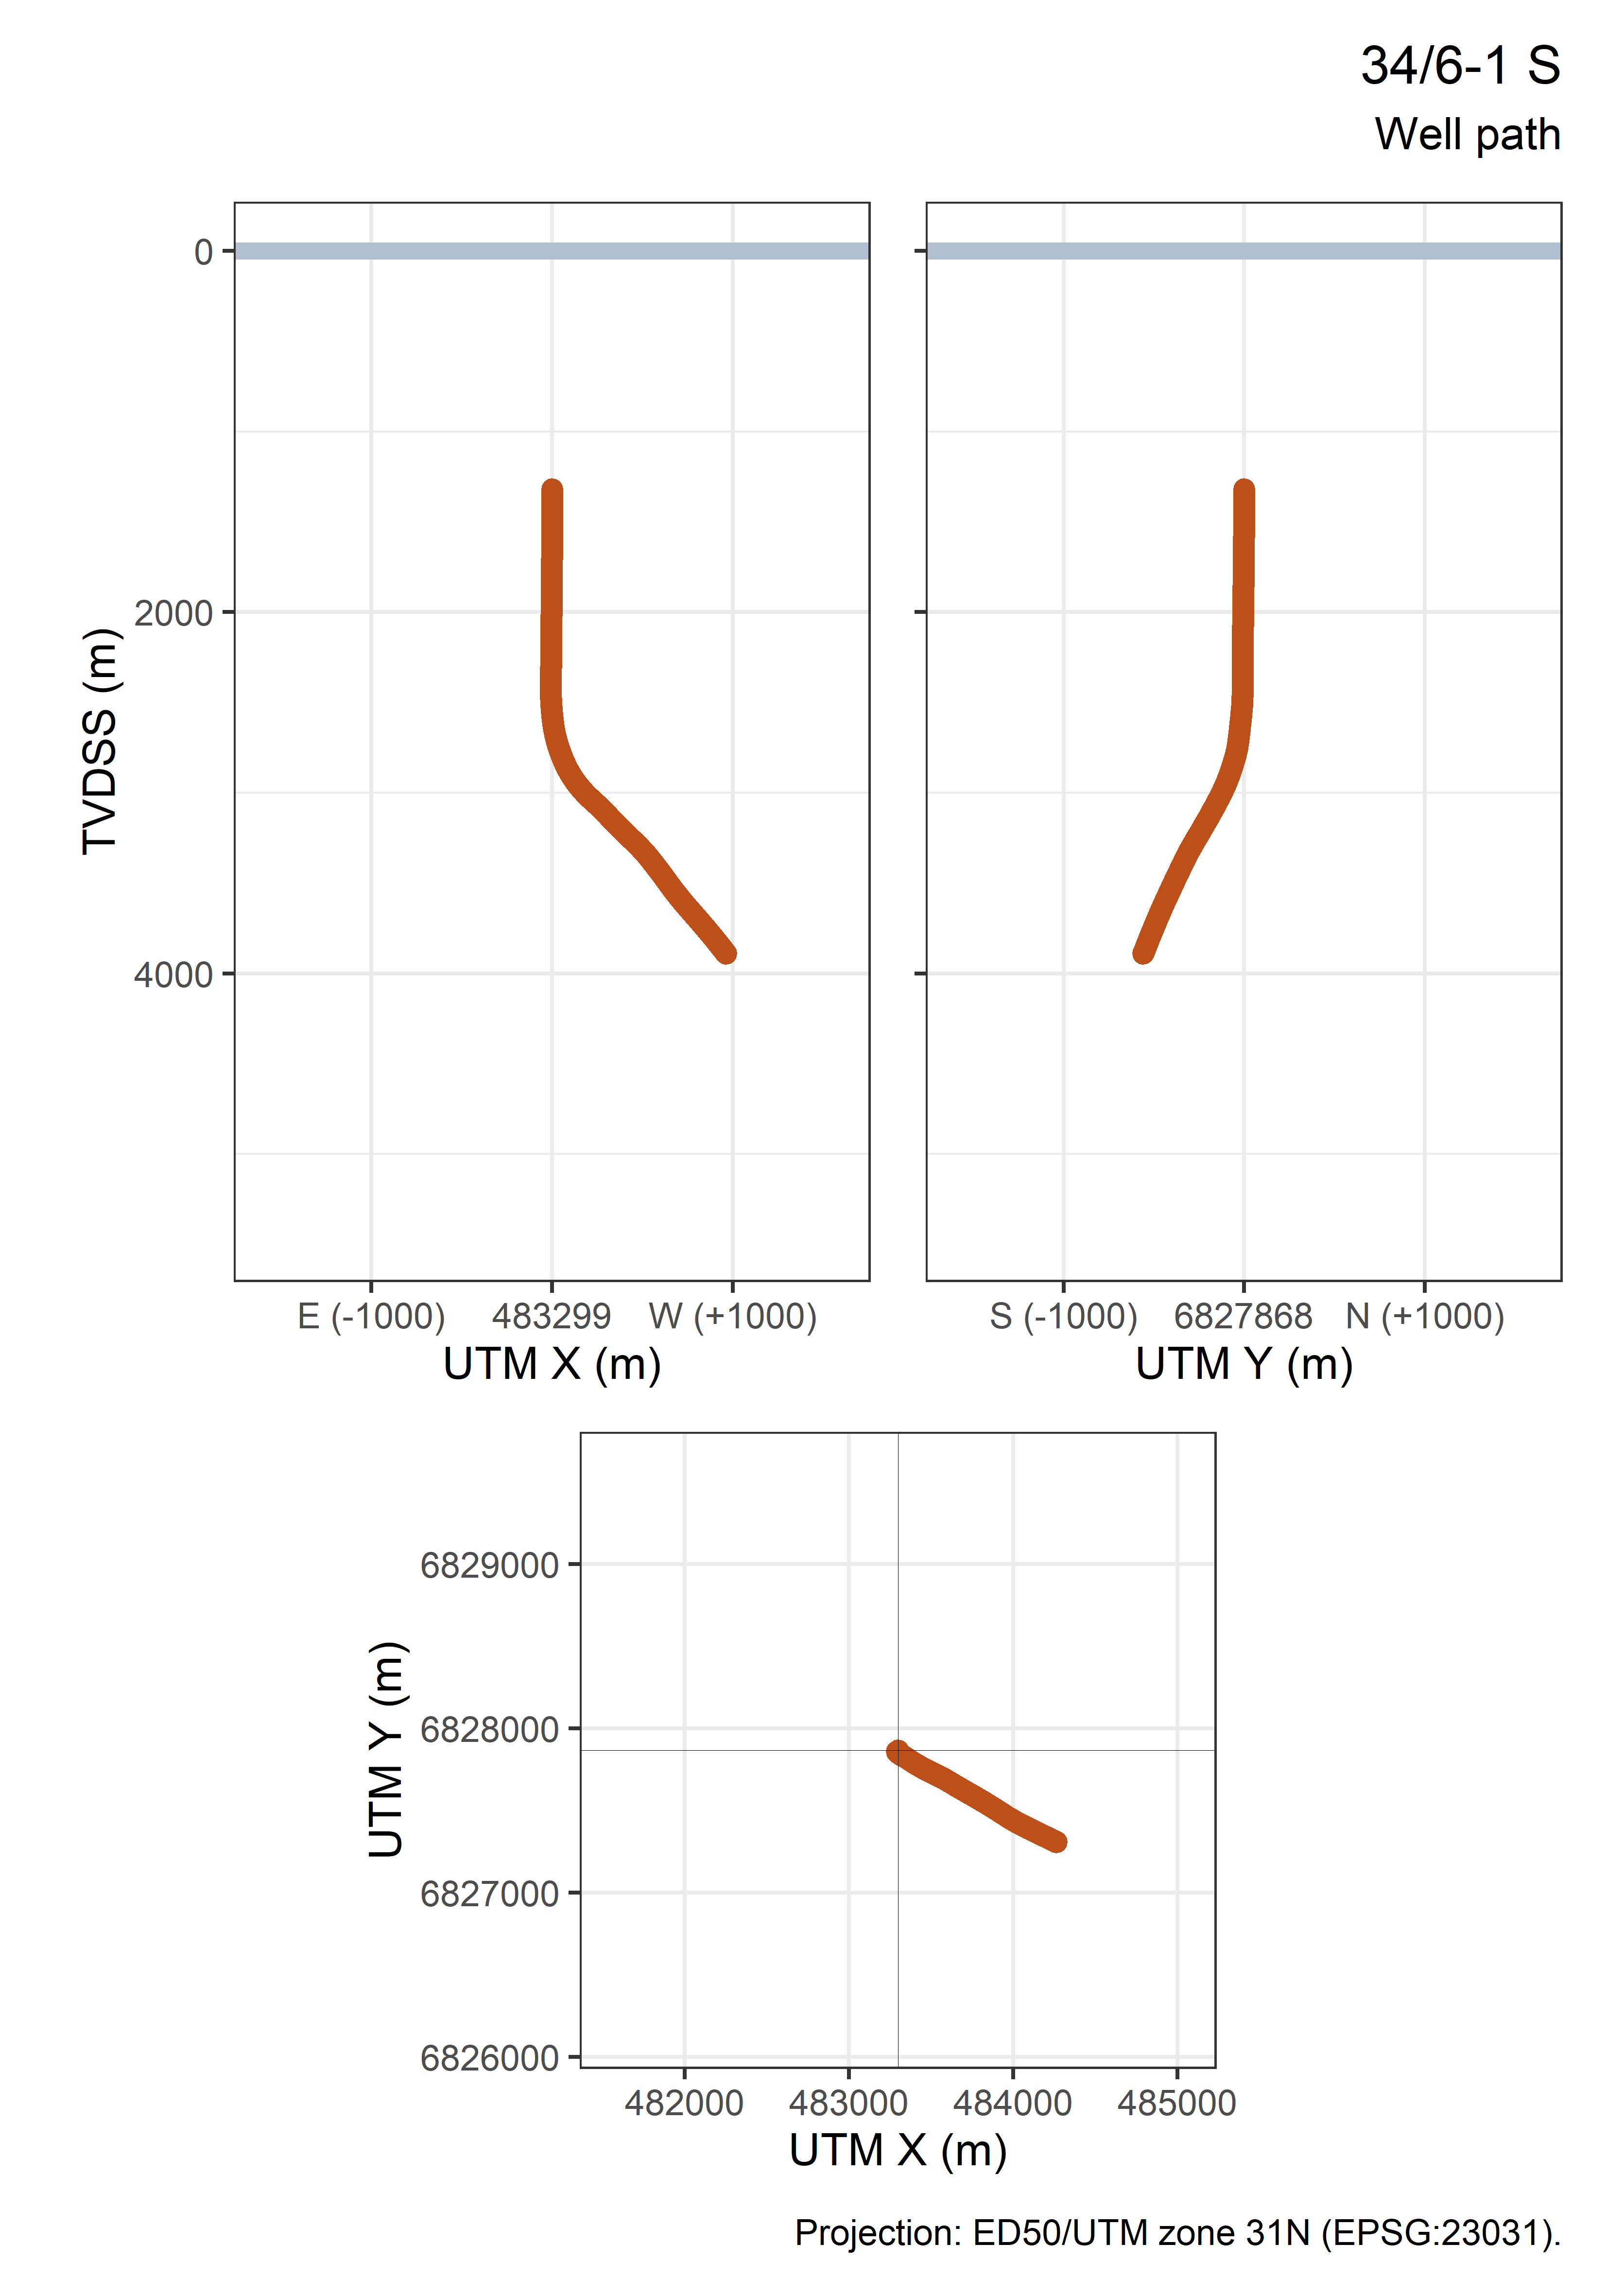 34/6-1 S
Well path
0
2000
4000
TVDSS (m)
E (-1000) 483299 W (+1000)
UTM X (m)
S (-1000) 6827868 N (+1000)
UTM Y (m)
6829000
6828000
6827000
6826000
UTM Y (m)
482000 483000 484000 485000
UTM X (m)
Projection: ED50/UTM zone 31N (EPSG:23031).